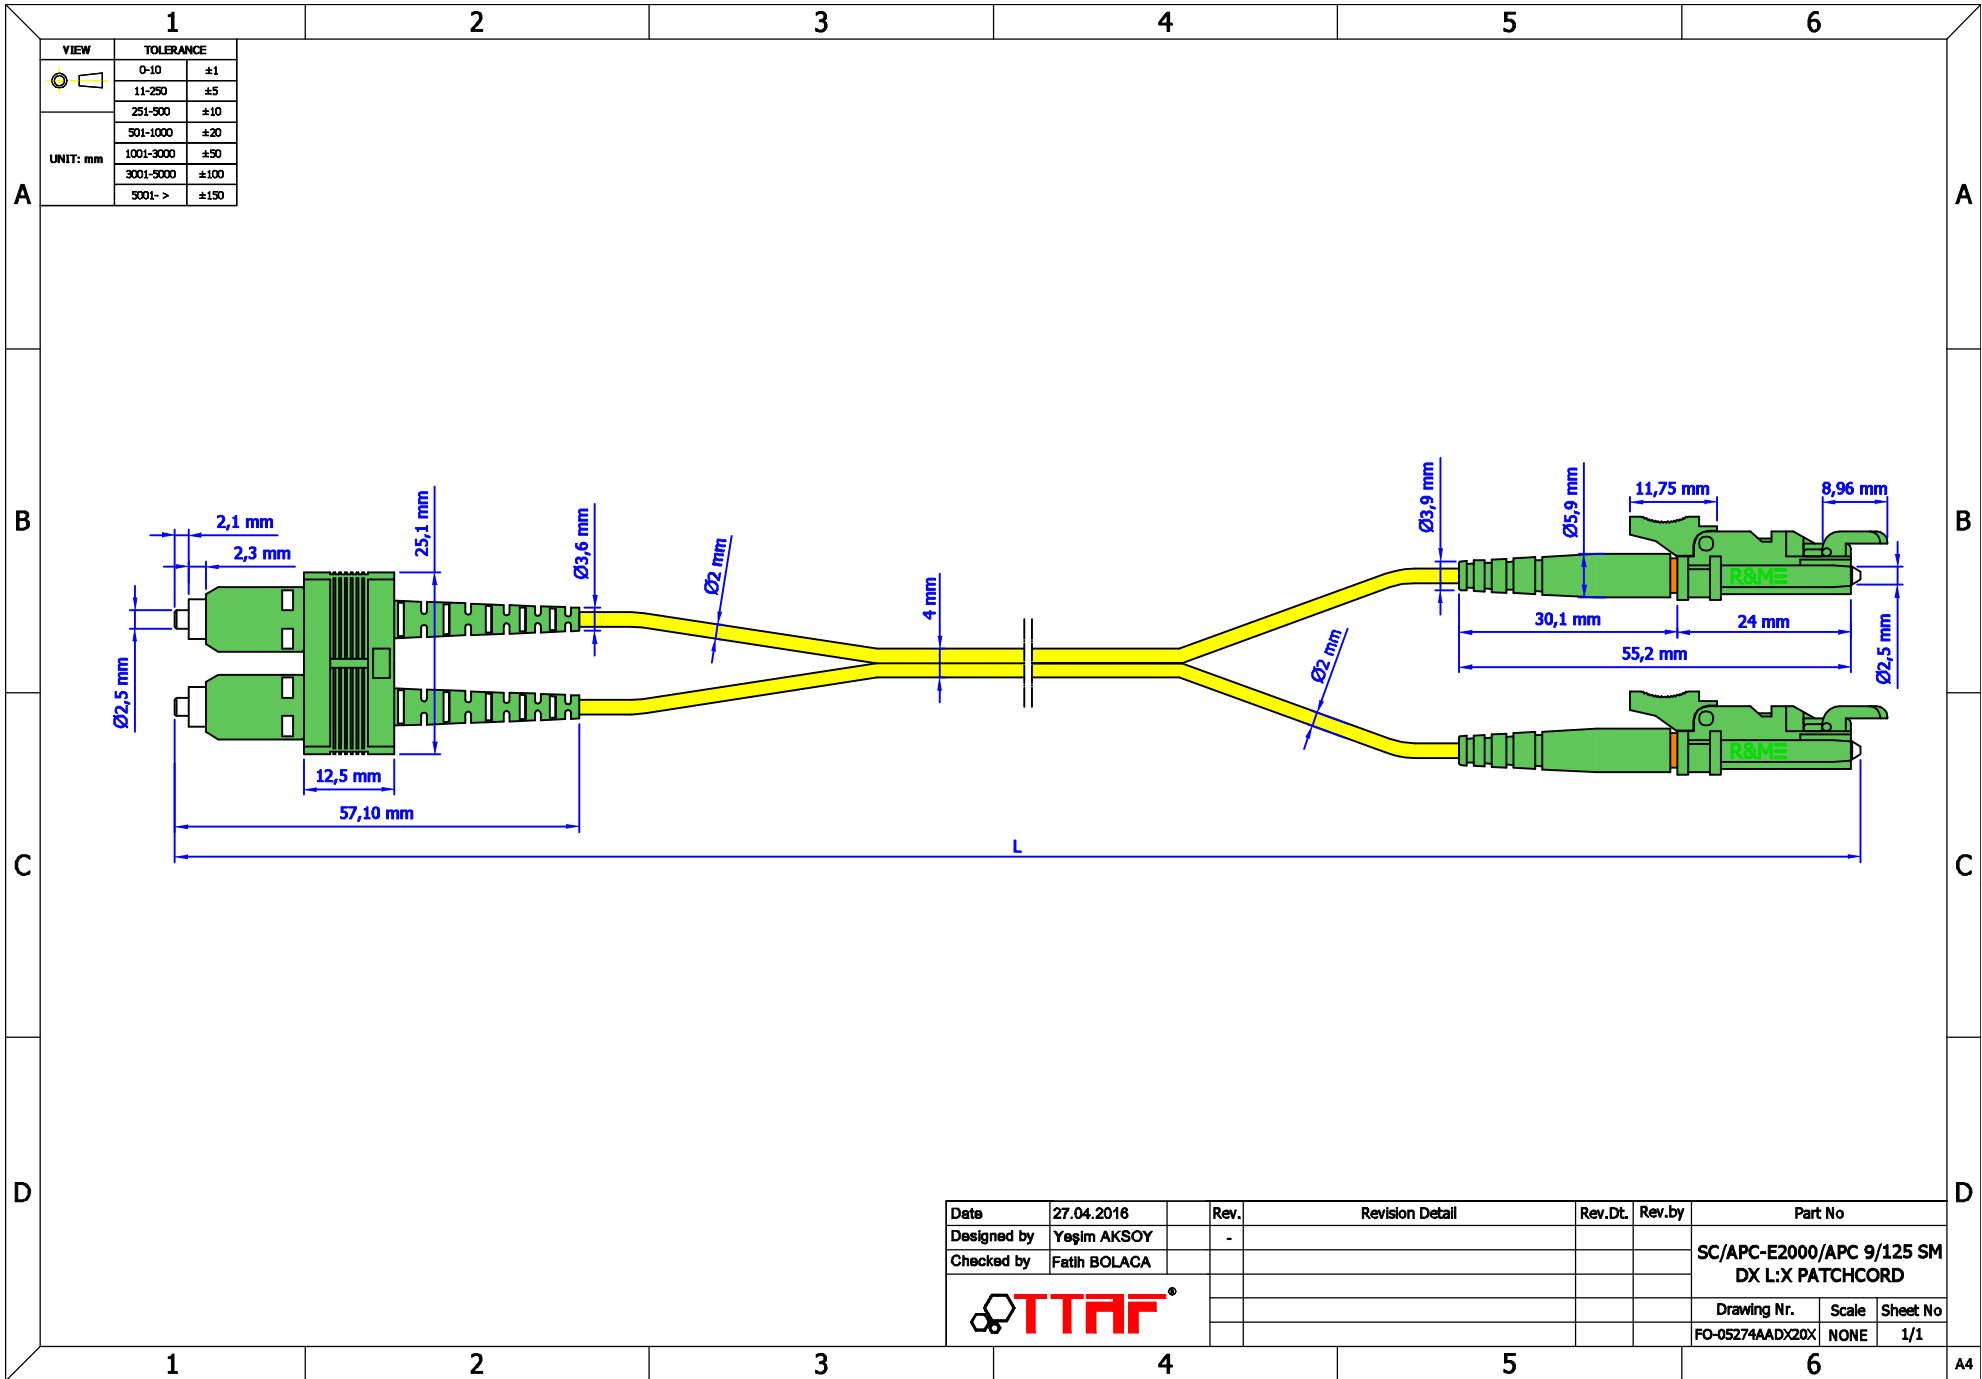 1 2 3 4 5 6
VIEW TOLERANCE
0-10 ±1
11-250 ±5
251-500 ±10
501-1000 ±20
UNIT: mm
1001-3000 ±50
3001-5000 ±100
5001- > ±150
A A
B B
C C
D D
2,1 mm
2,3 mm
Ø2,5 mm
25,1 mm
Ø3,6 mm
Ø2 mm
4 mm
12,5 mm
57,10 mm
L
Ø2 mm
Ø3,9 mm
Ø5,9 mm
11,75 mm
8,96 mm
R&M
30,1 mm
24 mm
55,2 mm
Ø2,5 mm
R&M
Date 27.04.2016 Rev. Revision Detail Rev.Dt. Rev.by Part No
Designed by Yeşim AKSOY -
Checked by Fatih BOLACA
SC/APC-E2000/APC 9/125 SM
DX L:X PATCHCORD
TTAF ®
Drawing Nr. Scale Sheet No
FO-05274AADX20X NONE 1/1
1 2 3 4 5 6
A4